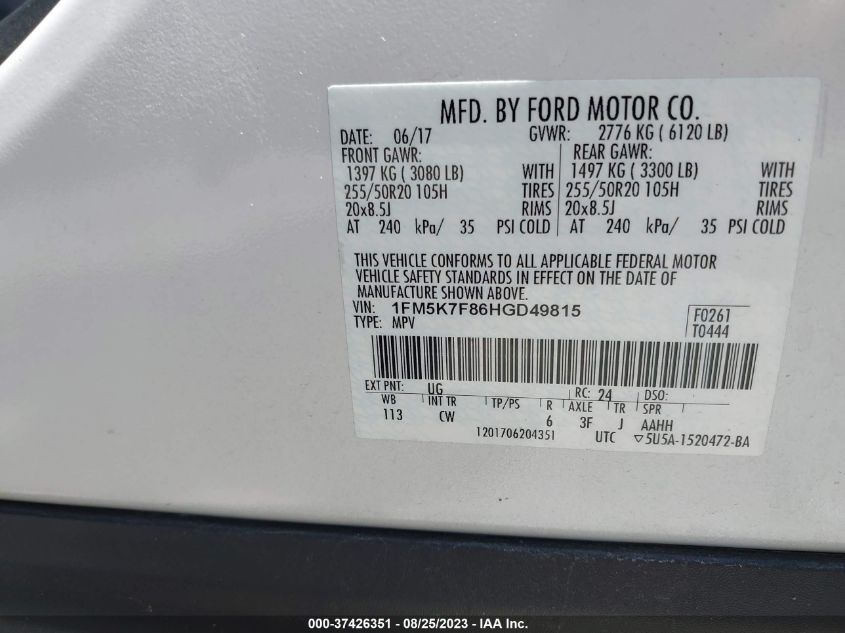 MFD. BY FORD MOTOR CO.
DATE: 06/17 GVWR: 2776 KG ( 6120 LB)
FRONT GAWR: REAR GAWR:
1397 KG ( 3080 LB) WITH 1497 KG ( 3300 LB) WITH
255/50R20 105H TIRES 255/50R20 105H TIRES
20x8.5J RIMS 20x8.5J RIMS
AT 240 kPa/ 35 PSI COLD AT 240 kPa/ 35 PSI COLD
THIS VEHICLE CONFORMS TO ALL APPLICABLE FEDERAL MOTOR
VEHICLE SAFETY STANDARDS IN EFFECT ON THE DATE OF
MANUFACTURE SHOWN ABOVE.
VIN: 1FM5K7F86HGD49815 F0261
TYPE: MPV T0444
EXT PNT: UG RC: 24 DSO:
WB INT TR TP/PS R AXLE TR SPR
113 CW 6 3F J AAHH
1201706204351 UTC ▽5U5A-1520472-BA
000-37426351 - 08/25/2023 - IAA Inc.